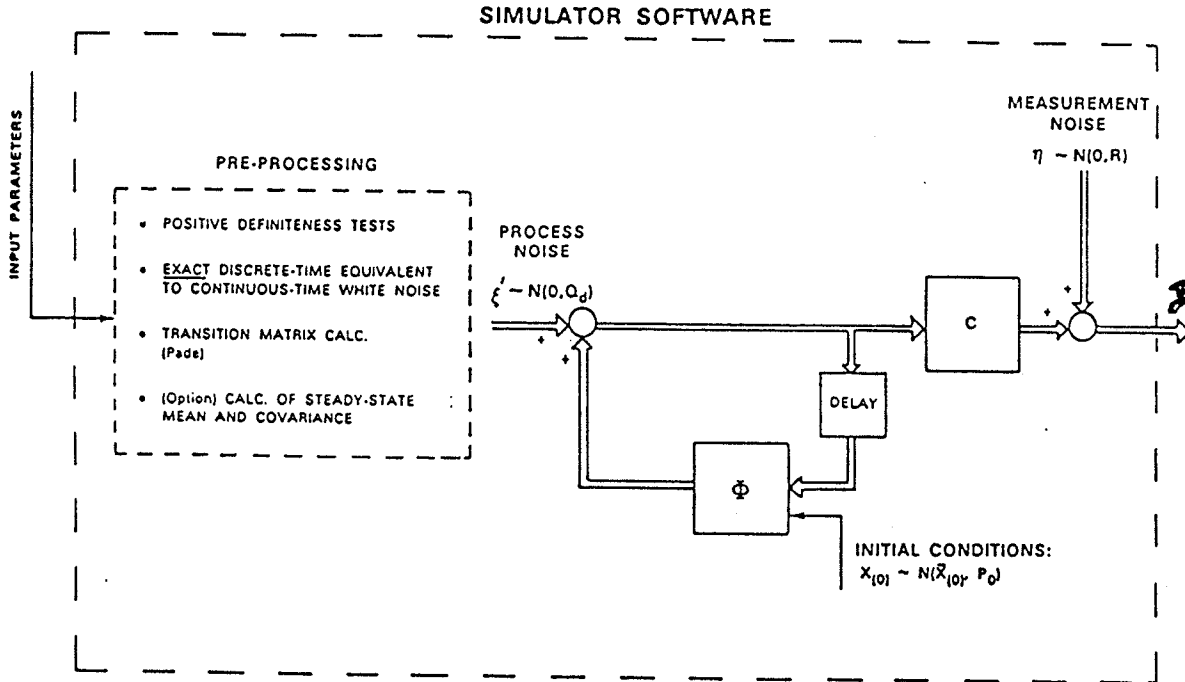 SIMULATOR SOFTWARE
INPUT PARAMETERS
PRE-PROCESSING
• POSITIVE DEFINITENESS TESTS
• EXACT DISCRETE-TIME EQUIVALENT
TO CONTINUOUS-TIME WHITE NOISE
• TRANSITION MATRIX CALC.
(Pade)
• (Option) CALC. OF STEADY-STATE
MEAN AND COVARIANCE
PROCESS
NOISE
ξ' ~ N(0,Q_d)
+
+
C
DELAY
Φ
INITIAL CONDITIONS:
X_(0) ~ N(X̄_(0), P_0)
MEASUREMENT
NOISE
η ~ N(0,R)
+
+